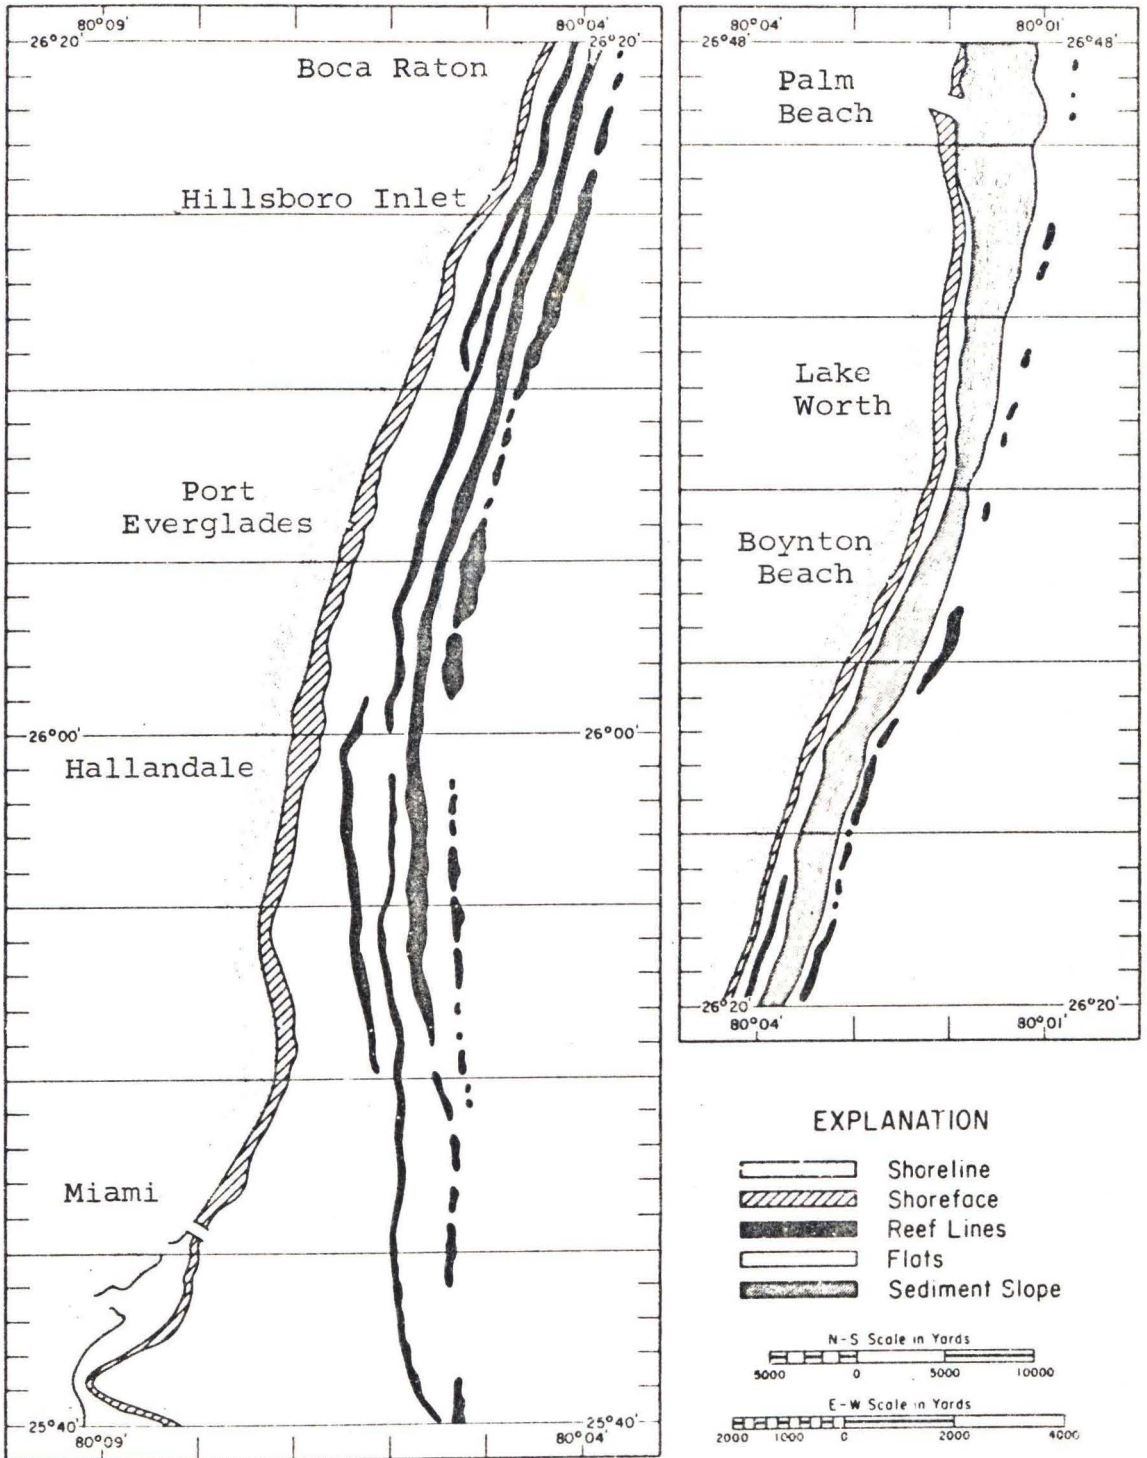 80°09'
80°04'
26°20'
26°20'
Boca Raton
Hillsboro Inlet
Port
Everglades
26°00'
26°00'
Hallandale
Miami
25°40'
25°40'
80°09'
80°04'
80°04'
80°01'
26°48'
26°48'
Palm
Beach
Lake
Worth
Boynton
Beach
26°20'
26°20'
80°04'
80°01'
EXPLANATION
Shoreline
Shoreface
Reef Lines
Flats
Sediment Slope
N-S Scale in Yards
5000 0 5000 10000
E-W Scale in Yards
2000 1000 0 2000 4000